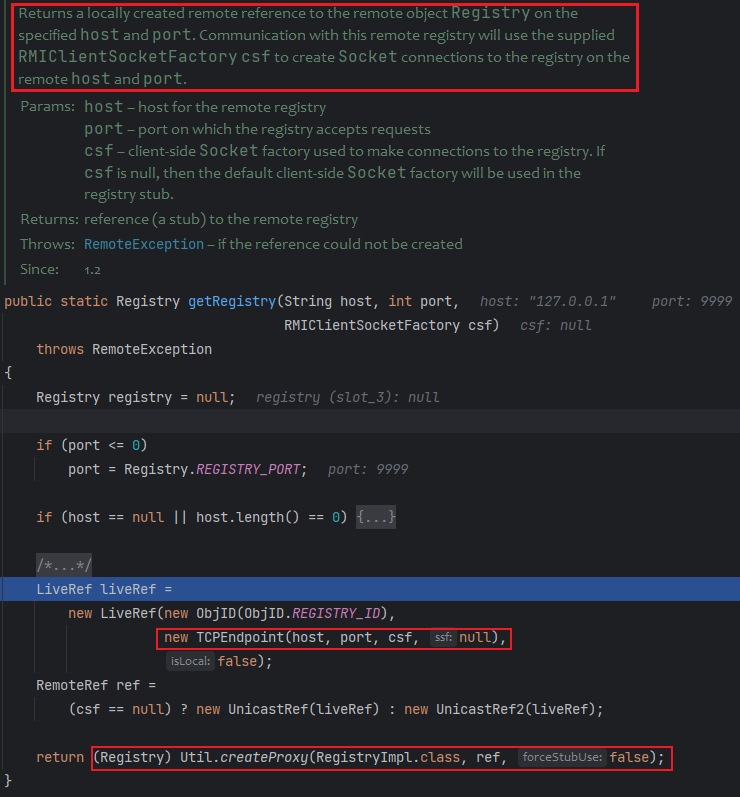 Returns a locally created remote reference to the remote object Registry on the
specified host and port. Communication with this remote registry will use the supplied
RMIClientSocketFactory csf to create Socket connections to the registry on the
remote host and port.
Params: host – host for the remote registry
port – port on which the registry accepts requests
csf – client-side Socket factory used to make connections to the registry. If
csf is null, then the default client-side Socket factory will be used in the
registry stub.
Returns: reference (a stub) to the remote registry
Throws: RemoteException – if the reference could not be created
Since: 1.2
public static Registry getRegistry(String host, int port,   host: "127.0.0.1"   port: 9999
RMIClientSocketFactory csf)   csf: null
throws RemoteException
{
Registry registry = null;   registry (slot_3): null
if (port <= 0)
port = Registry.REGISTRY_PORT;   port: 9999
if (host == null || host.length() == 0) {...}
/*...*/
LiveRef liveRef =
new LiveRef(new ObjID(ObjID.REGISTRY_ID),
new TCPEndpoint(host, port, csf, ssf: null),
isLocal: false);
RemoteRef ref =
(csf == null) ? new UnicastRef(liveRef) : new UnicastRef2(liveRef);
return (Registry) Util.createProxy(RegistryImpl.class, ref, forceStubUse: false);
}